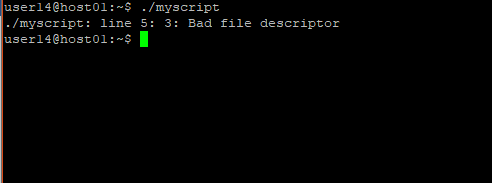 user14@host01:~$ ./myscript
./myscript: line 5: 3: Bad file descriptor
user14@host01:~$